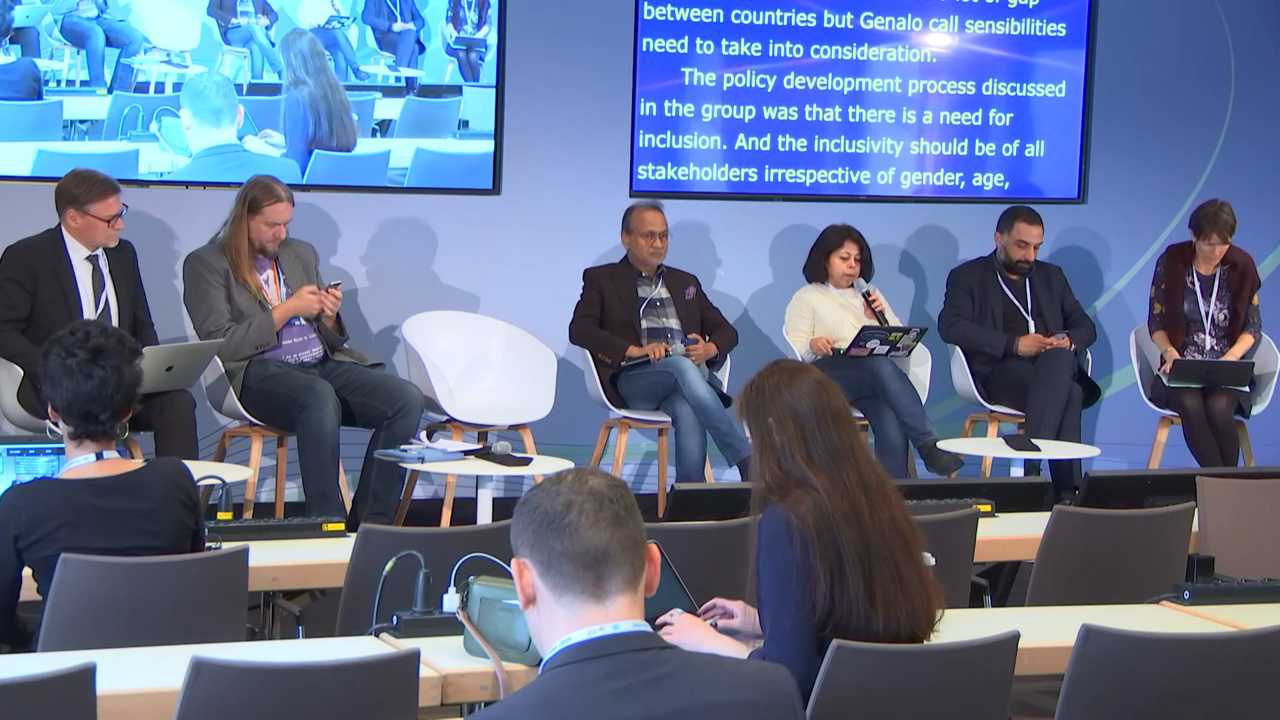 between countries but Genalo call sensibilities
need to take into consideration.
The policy development process discussed
in the group was that there is a need for
inclusion. And the inclusivity should be of all
stakeholders irrespective of gender, age,